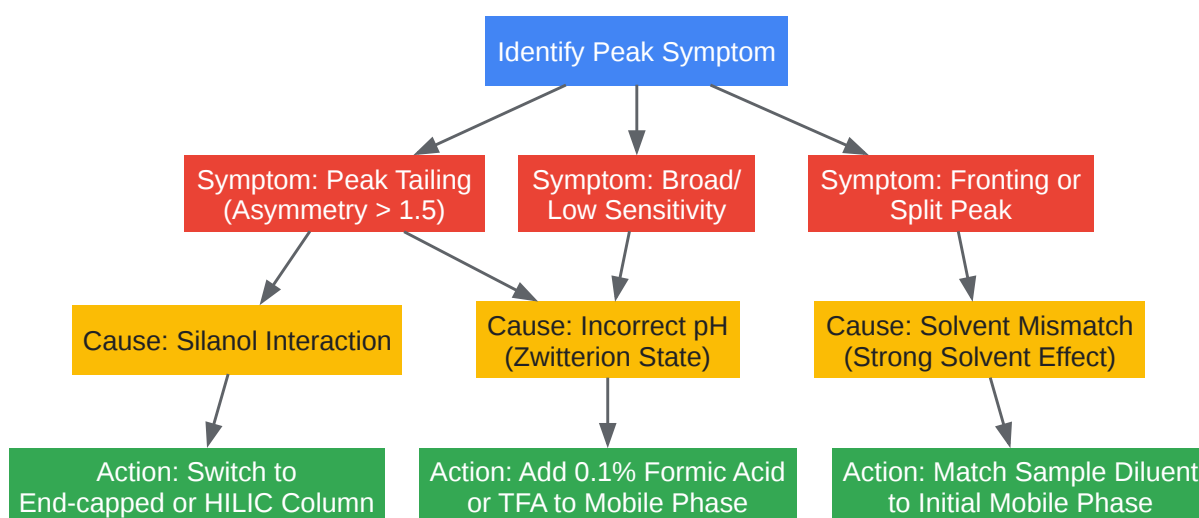 Identify Peak Symptom
Symptom: Peak Tailing
(Asymmetry > 1.5)
Symptom: Broad/
Low Sensitivity
Symptom: Fronting or
Split Peak
Cause: Silanol Interaction
Cause: Incorrect pH
(Zwitterion State)
Cause: Solvent Mismatch
(Strong Solvent Effect)
Action: Switch to
End-capped or HILIC Column
Action: Add 0.1% Formic Acid
or TFA to Mobile Phase
Action: Match Sample Diluent
to Initial Mobile Phase